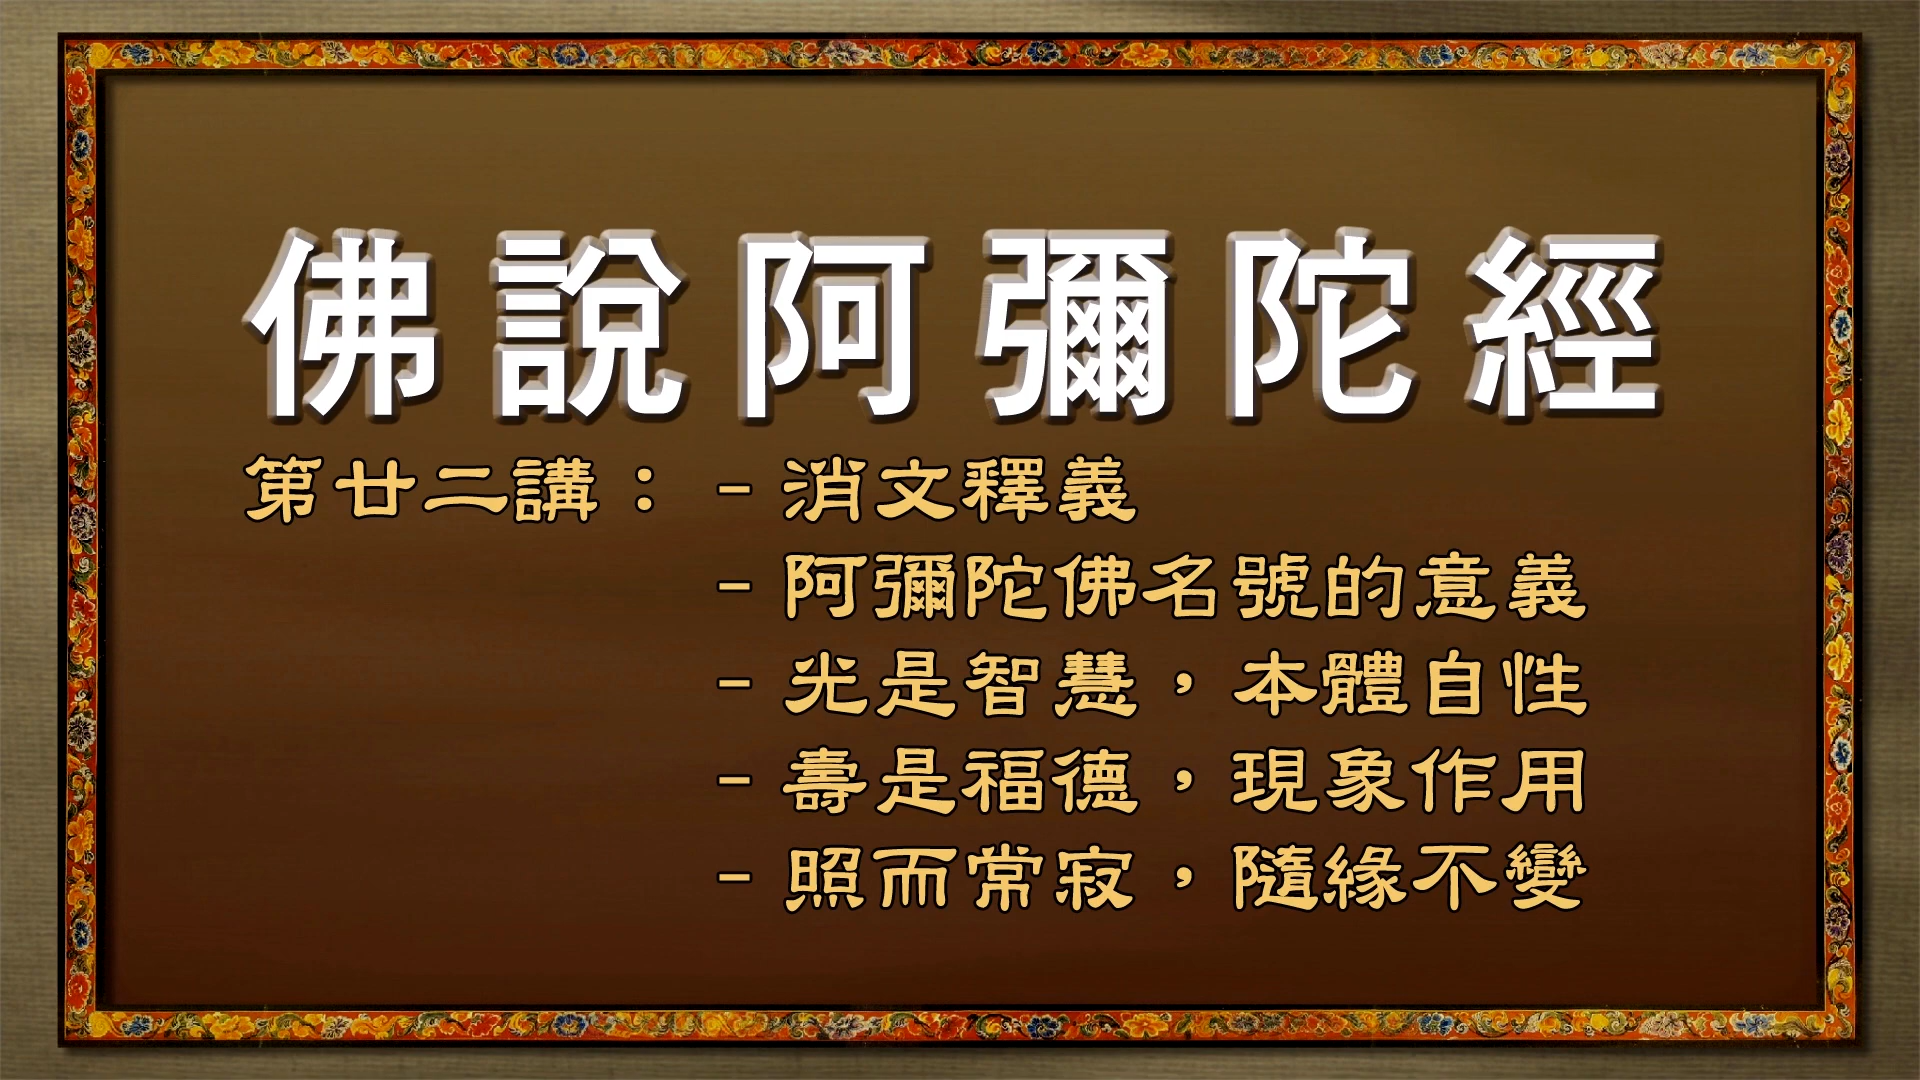 佛說阿彌陀經
第廿二講： - 消文釋義
- 阿彌陀佛名號的意義
- 光是智慧，本體自性
- 壽是福德，現象作用
- 照而常寂，隨緣不變